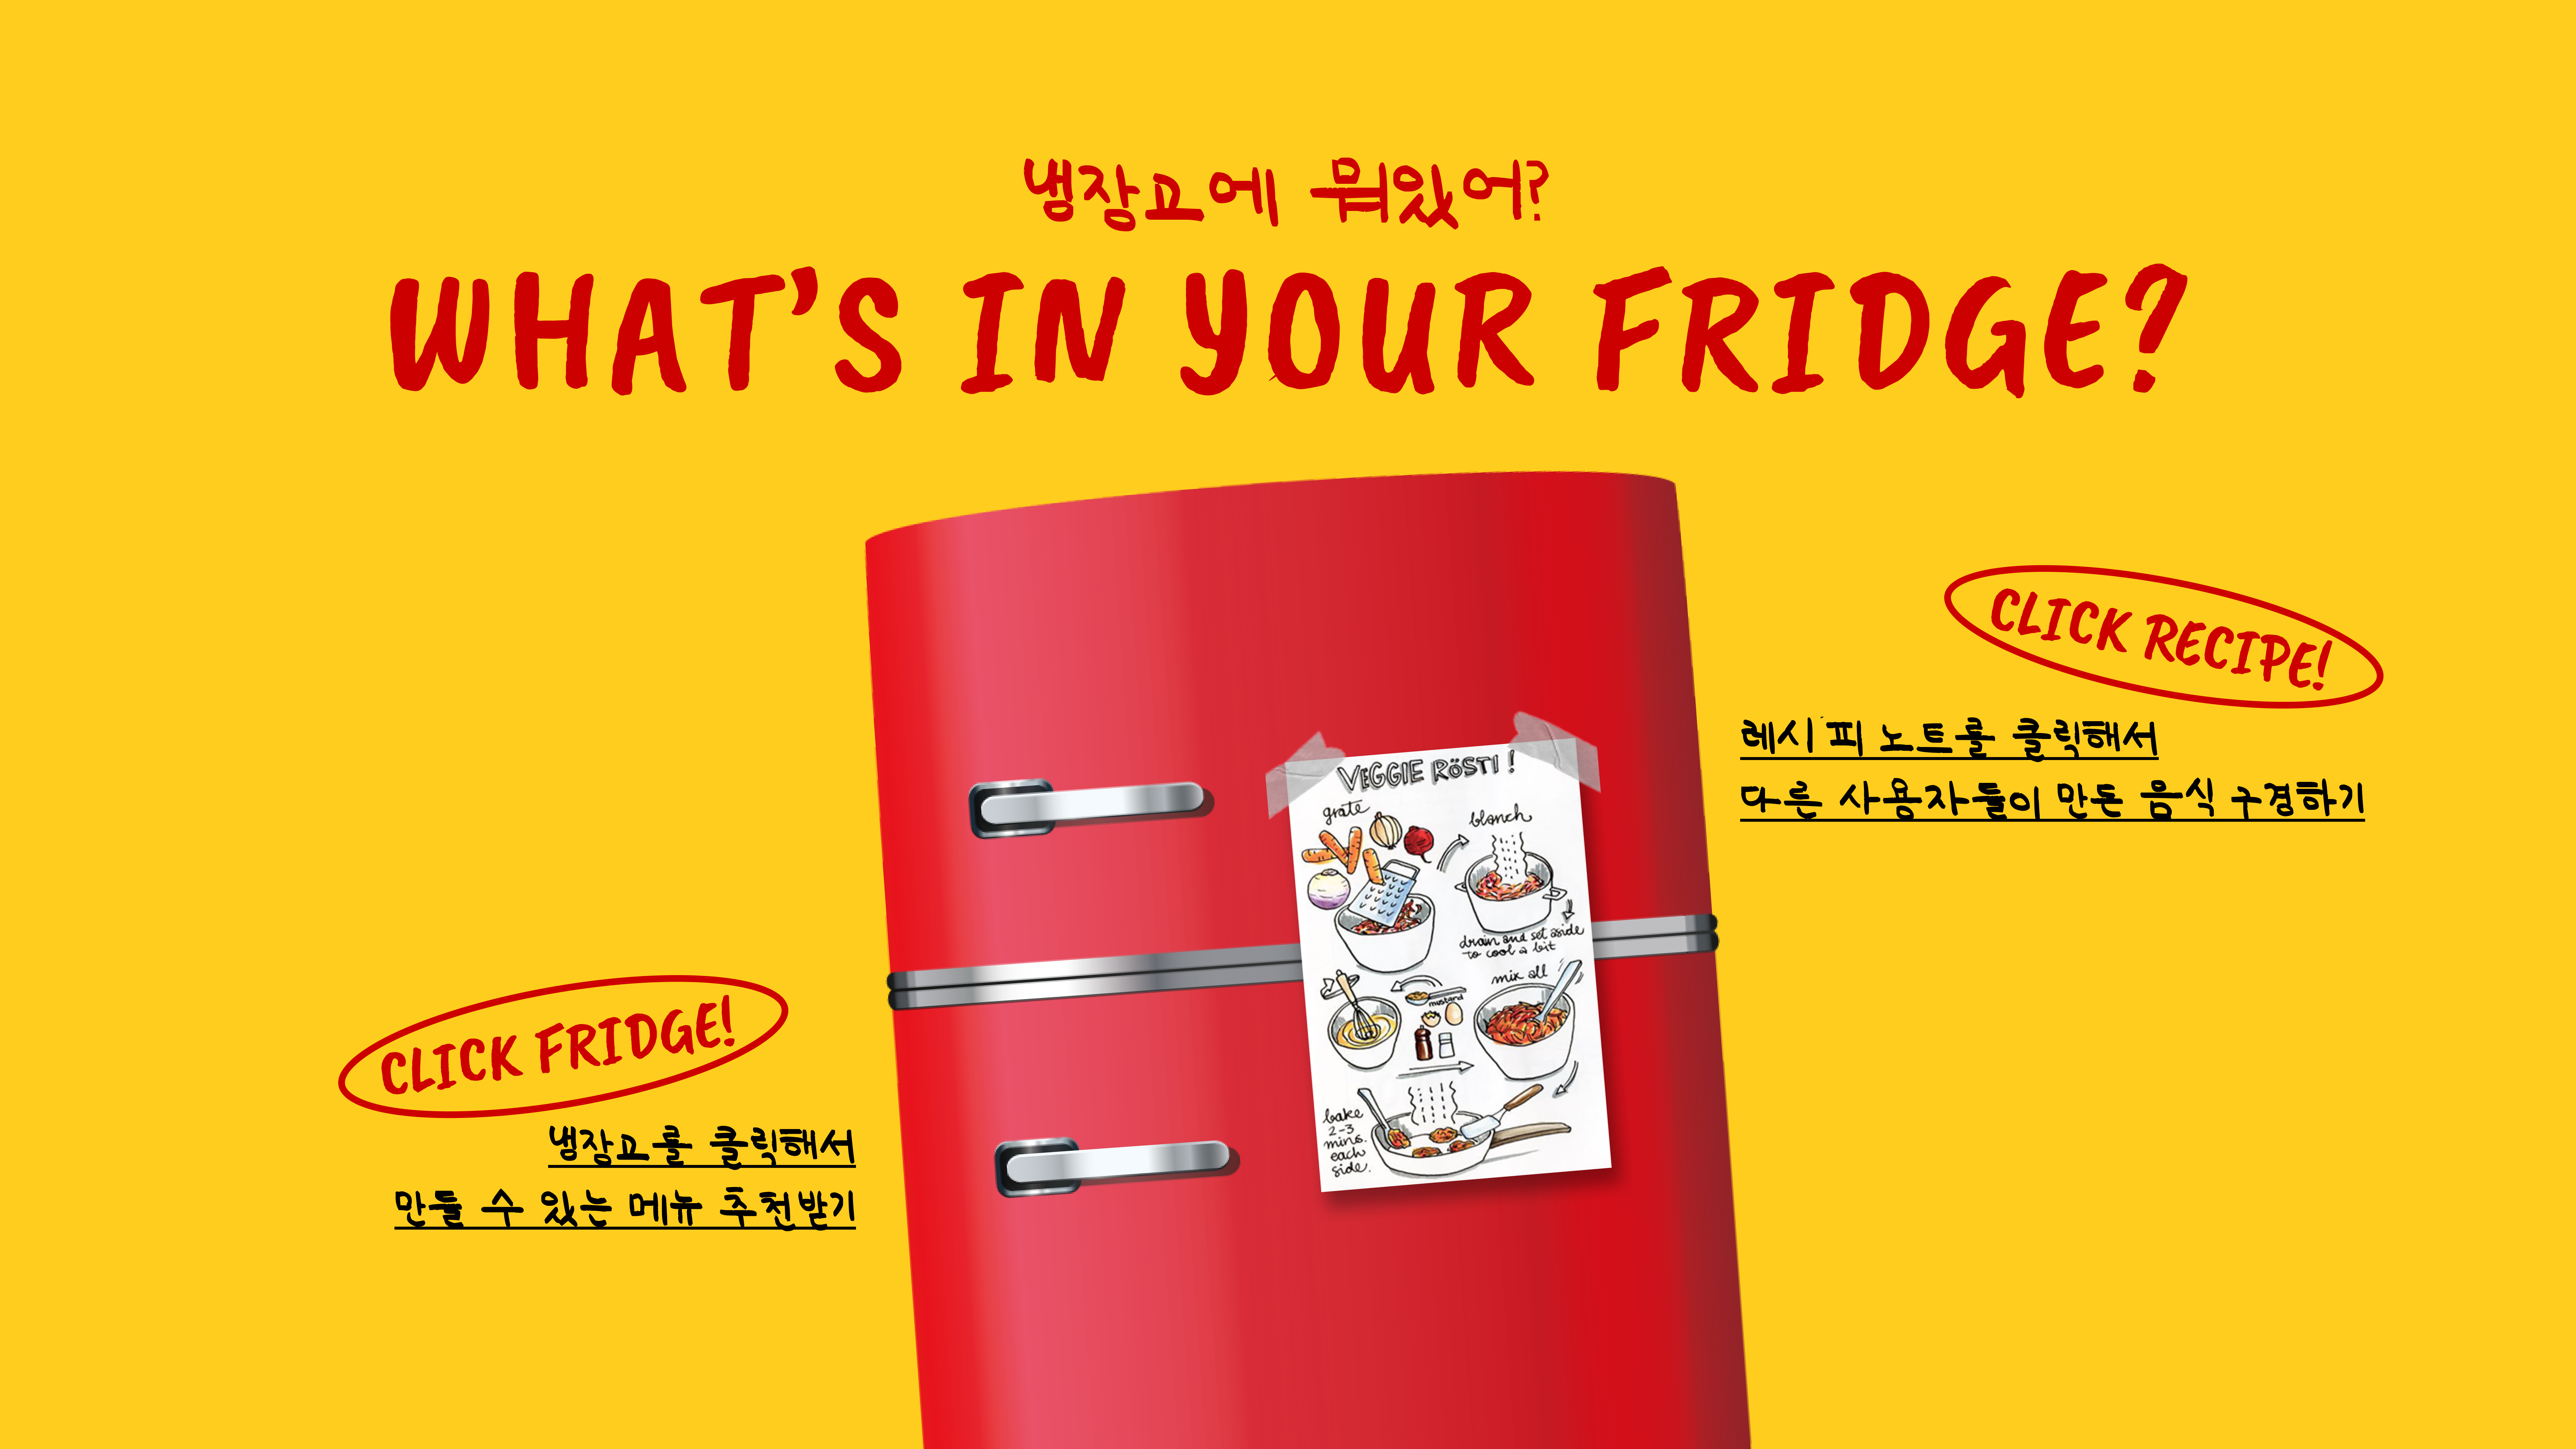 냉장고에 뭐있어?
WHAT'S IN YOUR FRIDGE?
CLICK RECIPE!
레시피 노트를 클릭해서
다른 사용자들이 만든 음식 구경하기
VEGGIE RÖSTI !
grate
blanch
drain and set aside
to cool a bit
mix all
mustard
bake
2-3
mins.
each
side.
CLICK FRIDGE!
냉장고를 클릭해서
만들 수 있는 메뉴 추천받기